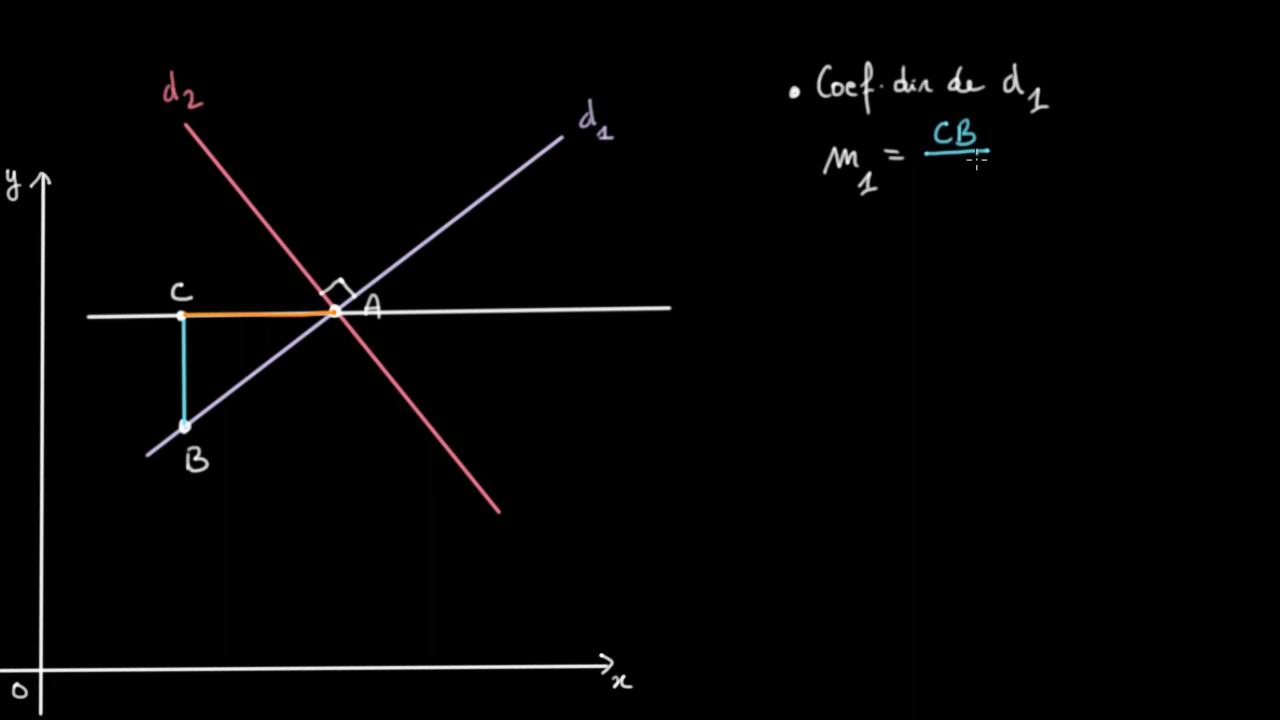 d2
d1
• Coef. dir de d1
m1 = CB
y
C
A
B
O
x